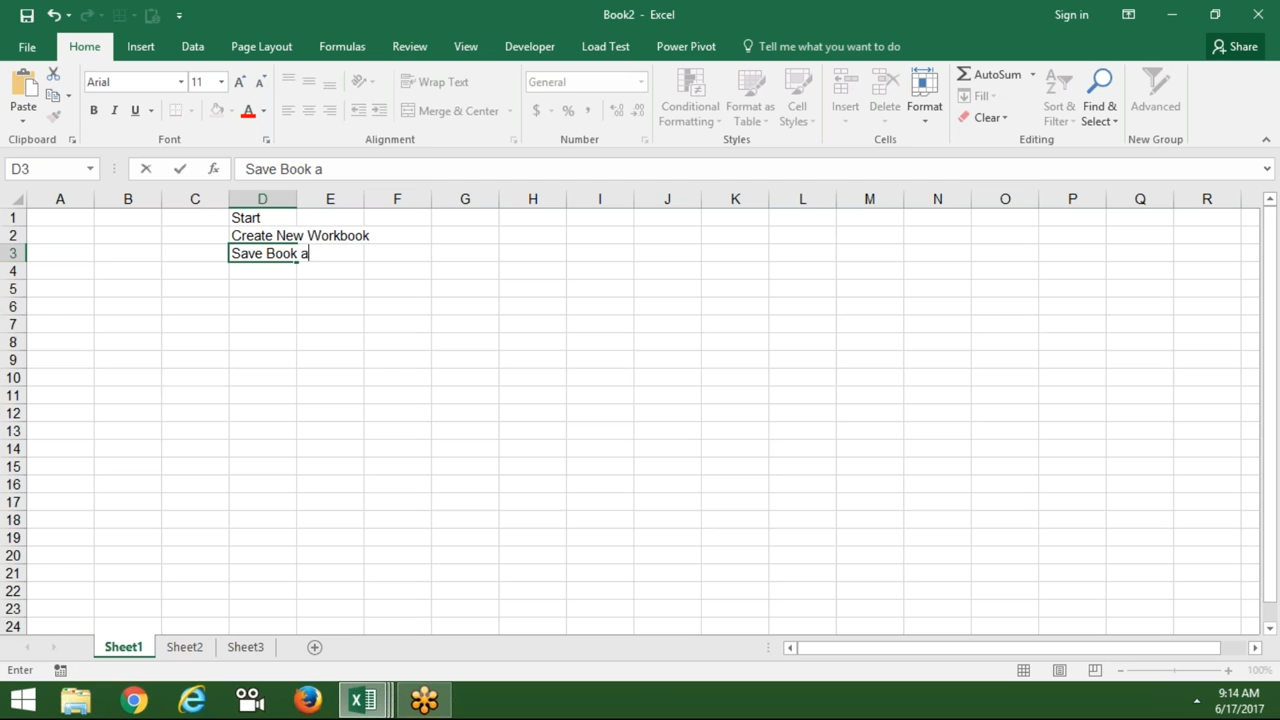 Book2 - Excel
Sign in
File Home Insert Data Page Layout Formulas Review View Developer Load Test Power Pivot Tell me what you want to do Share
Paste
Clipboard
Arial 11
B I U A
Font
Wrap Text
Merge & Center
Alignment
General
$ % ,
Number
Conditional Formatting
Format as Table
Cell Styles
Styles
Insert
Delete
Format
Cells
AutoSum
Fill
Clear
Sort & Filter
Find & Select
Editing
Advanced
New Group
D3 fx Save Book a
A B C D E F G H I J K L M N O P Q R
1 Start
2 Create New Workbook
3 Save Book a
4
5
6
7
8
9
10
11
12
13
14
15
16
17
18
19
20
21
22
23
24
Sheet1 Sheet2 Sheet3
Enter 100%
9:14 AM
6/17/2017